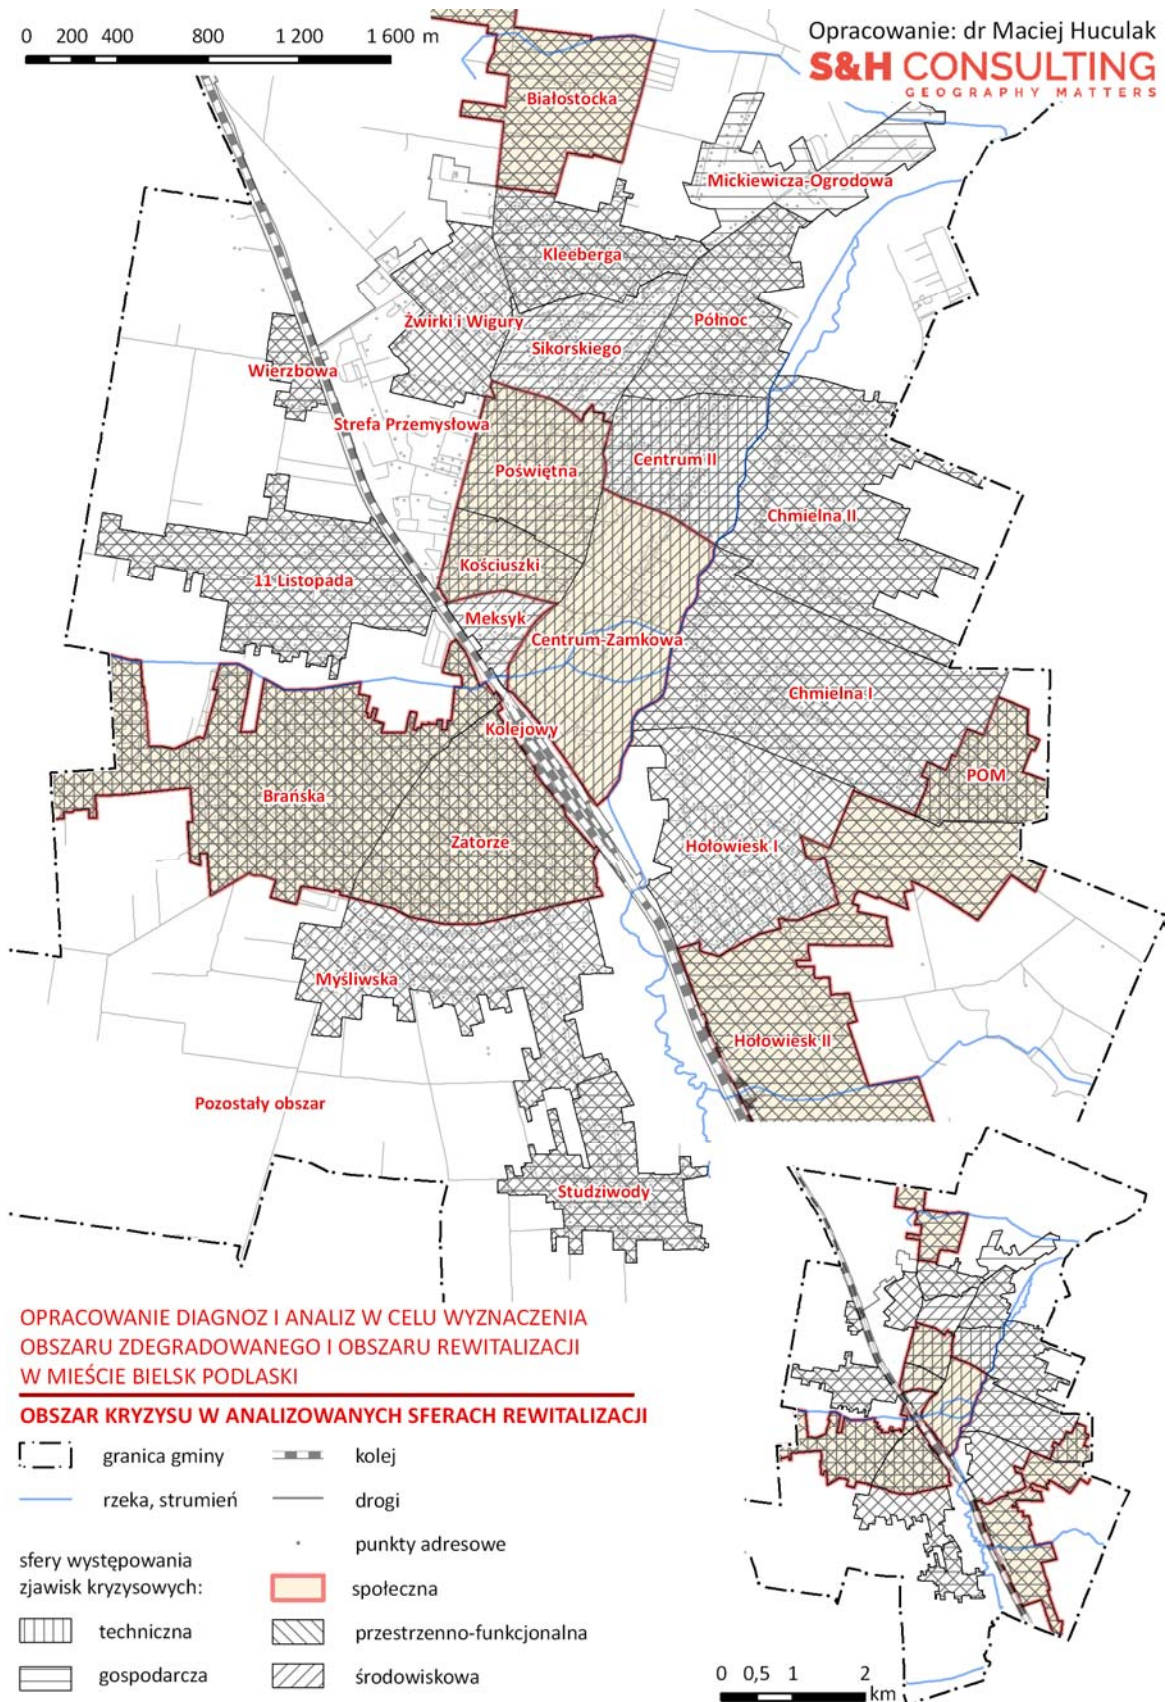 0 200 400 800 1 200 1 600 m
Opracowanie: dr Maciej Huculak
S&H CONSULTING
GEOGRAPHY MATTERS
Białostocka
Mickiewicza-Ogrodowa
Kleeberga
Żwirki i Wigury
Północ
Sikorskiego
Wierzbowa
Strefa Przemysłowa
Poświętna
Centrum II
Chmielna II
Kościuszki
11 Listopada
Meksyk
Centrum-Zamkowa
Chmielna I
Kolejowy
POM
Brańska
Zatorze
Hołowiesk I
Myśliwska
Hołowiesk II
Pozostały obszar
Studziwody
OPRACOWANIE DIAGNOZ I ANALIZ W CELU WYZNACZENIA
OBSZARU ZDEGRADOWANEGO I OBSZARU REWITALIZACJI
W MIEŚCIE BIELSK PODLASKI
OBSZAR KRYZYSU W ANALIZOWANYCH SFERACH REWITALIZACJI
granica gminy
kolej
rzeka, strumień
drogi
punkty adresowe
sfery występowania
zjawisk kryzysowych:
społeczna
techniczna
przestrzenno-funkcjonalna
gospodarcza
środowiskowa
0 0,5 1 2
km